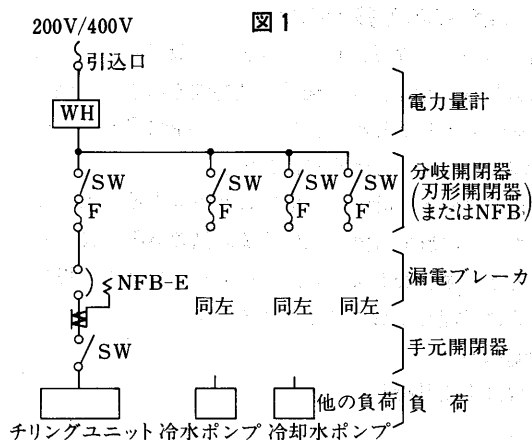 図1
200V/400V
引込口
WH
電力量計
SW
SW
SW
SW
F
F
F
F
分岐開閉器
(刃形開閉器
またはNFB)
NFB-E
同左
同左
同左
漏電ブレーカ
SW
手元開閉器
他の負荷
負荷
チリングユニット
冷水ポンプ
冷却水ポンプ